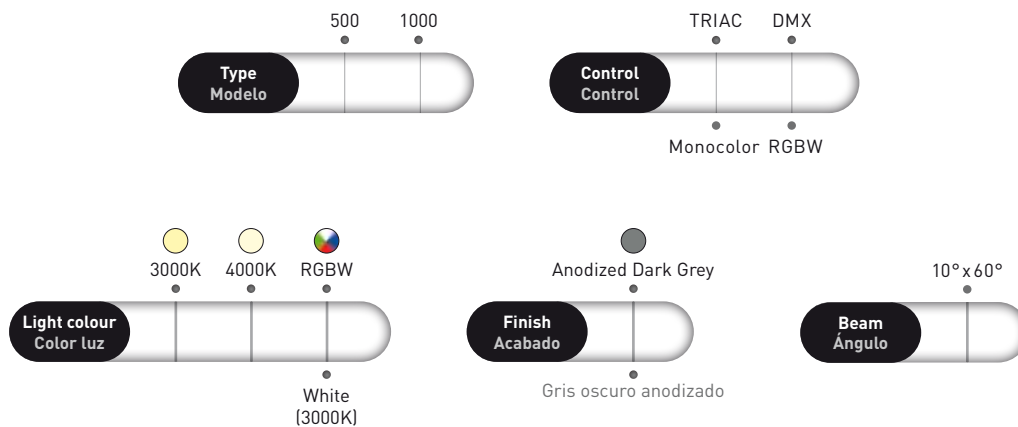 500 1000
Type
Modelo
TRIAC DMX
Control
Control
Monocolor RGBW
3000K 4000K RGBW
Light colour
Color luz
White
(3000K)
Anodized Dark Grey
Finish
Acabado
Gris oscuro anodizado
10° x 60°
Beam
Ángulo